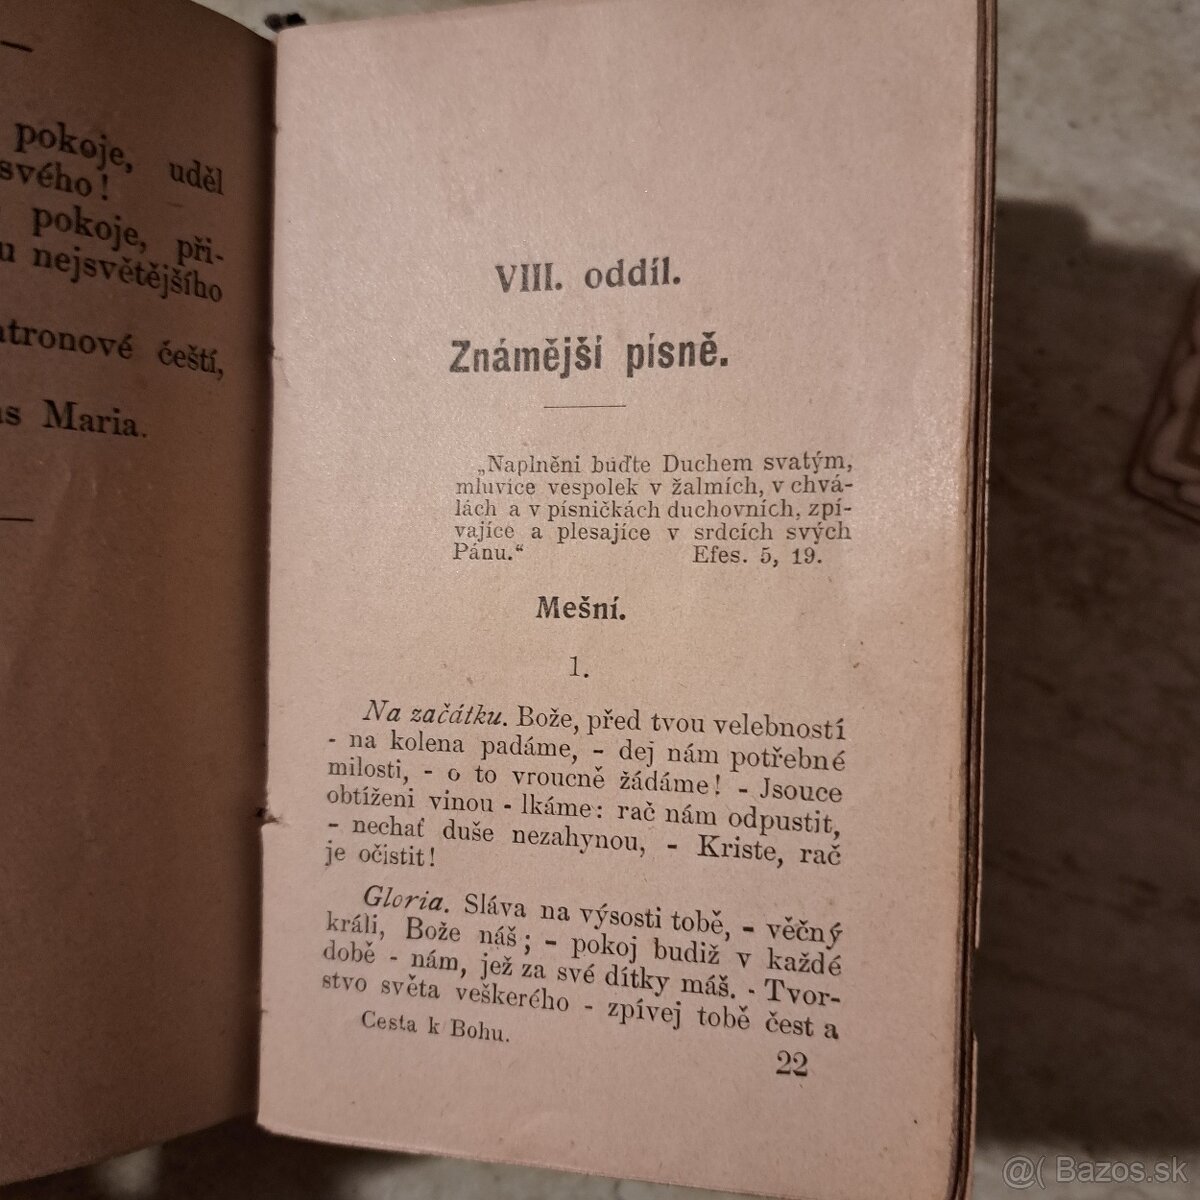 pokoje, uděl
svého!
pokoje, při-
u nejsvětějšího
atronové čeští,
as Maria.
VIII. oddíl.
Známější písně.
„Naplněni buďte Duchem svatým,
mluvíce vespolek v žalmích, v chvá-
lách a v písničkách duchovních, zpí-
vajíce a plesajíce v srdcích svých
Pánu.“ Efes. 5, 19.
Mešní.
1.
Na začátku. Bože, před tvou velebností
- na kolena padáme, - dej nám potřebné
milosti, - o to vroucně žádáme! - Jsouce
obtíženi vinou - lkáme: rač nám odpustit,
- nechať duše nezahynou, - Kriste, rač
je očistit!
Gloria. Sláva na výsosti tobě, - věčný
králi, Bože náš; - pokoj budiž v každé
době - nám, jež za své dítky máš. - Tvor-
stvo světa veškerého - zpívej tobě čest a
Cesta k Bohu.
22
@( Bazos.sk